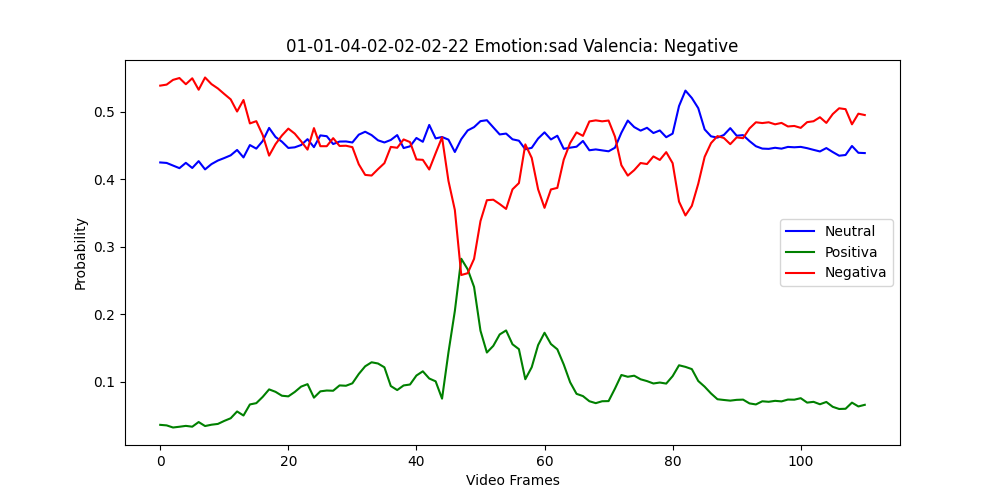 01-01-04-02-02-02-22 Emotion:sad Valencia: Negative
Probability
0.5
0.4
0.3
0.2
0.1
Neutral
Positiva
Negativa
0 20 40 60 80 100
Video Frames